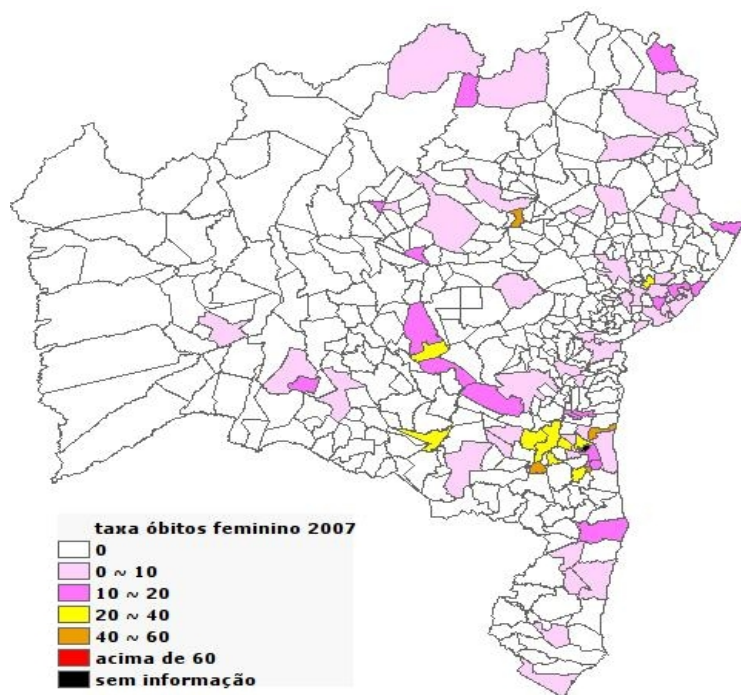 taxa óbitos feminino 2007
0
0 ~ 10
10 ~ 20
20 ~ 40
40 ~ 60
acima de 60
sem informação